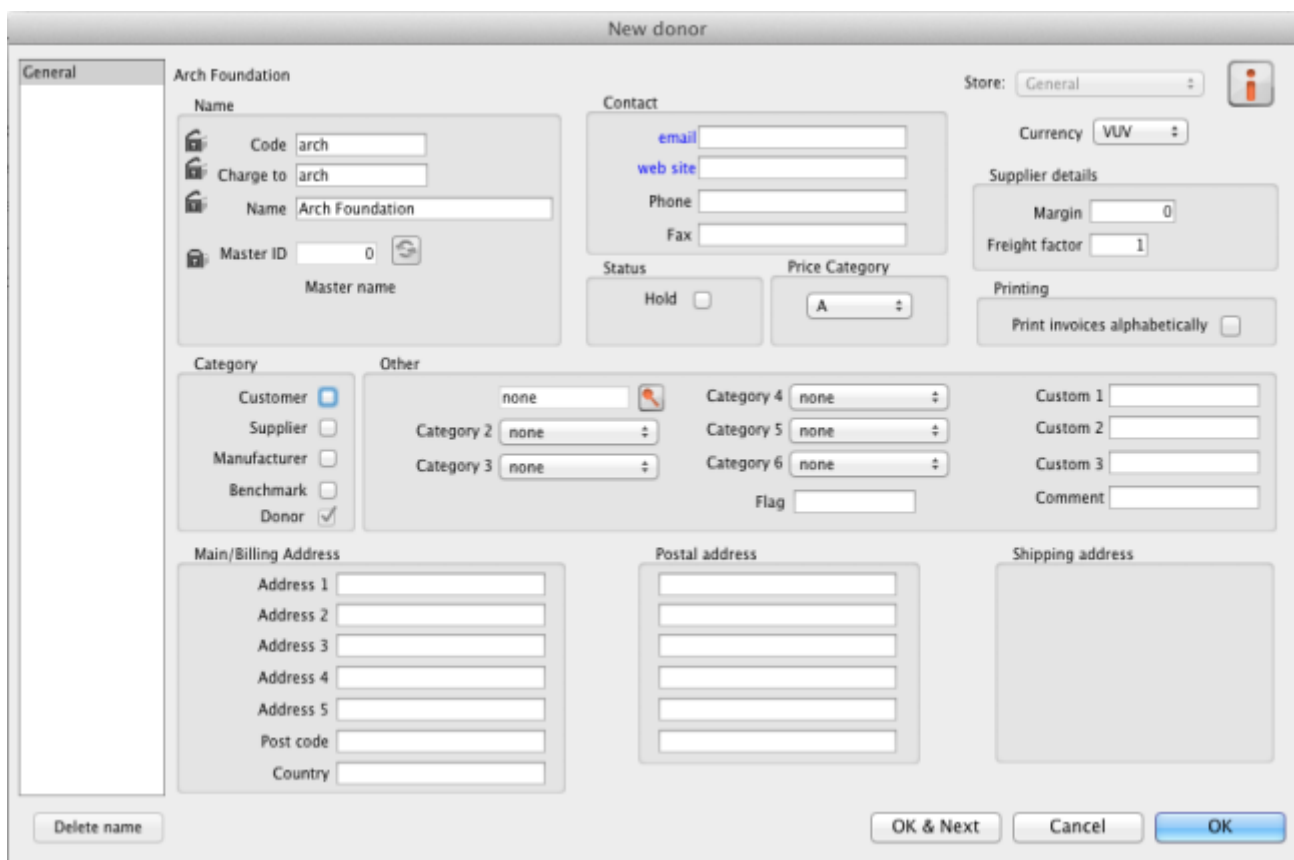 New donor
General
Arch Foundation
Store: General
Name
Code arch
Charge to arch
Name Arch Foundation
Master ID 0
Master name
Contact
email
web site
Phone
Fax
Currency VUV
Supplier details
Margin 0
Freight factor 1
Status
Hold
Price Category
A
Printing
Print invoices alphabetically
Category
Customer
Supplier
Manufacturer
Benchmark
Donor
Other
none
Category 2 none
Category 3 none
Category 4 none
Category 5 none
Category 6 none
Flag
Custom 1
Custom 2
Custom 3
Comment
Main/Billing Address
Address 1
Address 2
Address 3
Address 4
Address 5
Post code
Country
Postal address
Shipping address
Delete name
OK & Next
Cancel
OK